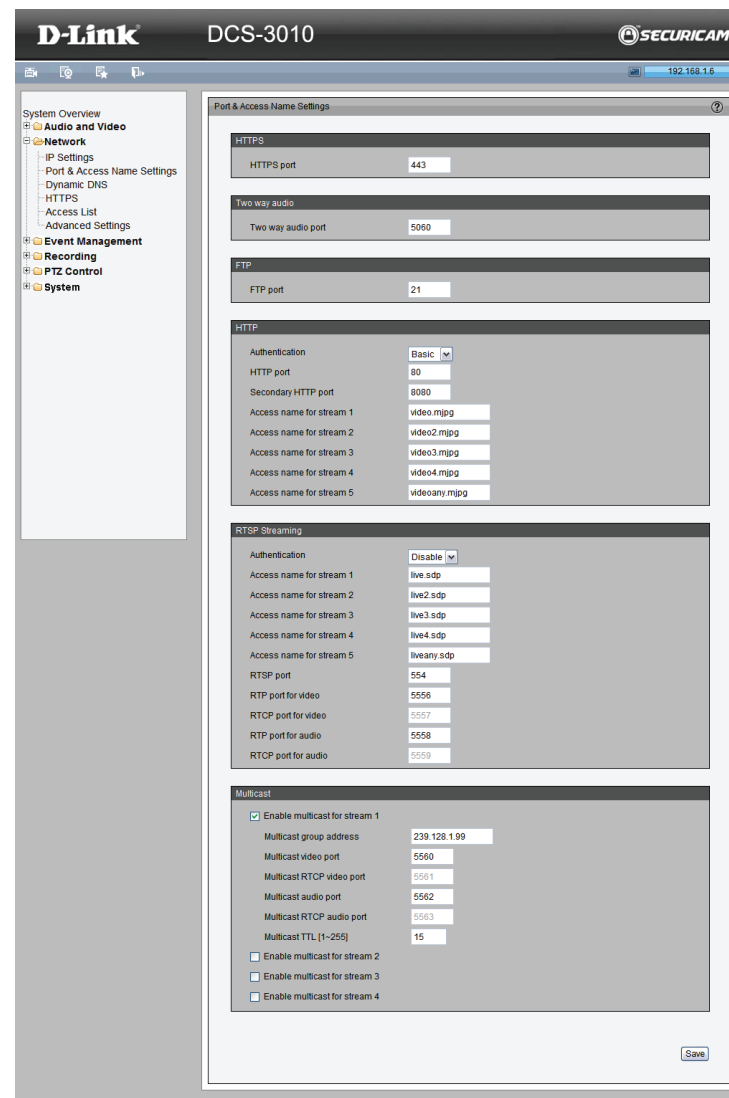 D-Link
DCS-3010
SECURICAM
192.168.1.6
System Overview
Audio and Video
Network
IP Settings
Port & Access Name Settings
Dynamic DNS
HTTPS
Access List
Advanced Settings
Event Management
Recording
PTZ Control
System
Port & Access Name Settings
HTTPS
HTTPS port 443
Two way audio
Two way audio port 5060
FTP
FTP port 21
HTTP
Authentication Basic
HTTP port 80
Secondary HTTP port 8080
Access name for stream 1 video.mjpg
Access name for stream 2 video2.mjpg
Access name for stream 3 video3.mjpg
Access name for stream 4 video4.mjpg
Access name for stream 5 videoany.mjpg
RTSP Streaming
Authentication Disable
Access name for stream 1 live.sdp
Access name for stream 2 live2.sdp
Access name for stream 3 live3.sdp
Access name for stream 4 live4.sdp
Access name for stream 5 liveany.sdp
RTSP port 554
RTP port for video 5556
RTCP port for video 5557
RTP port for audio 5558
RTCP port for audio 5559
Multicast
Enable multicast for stream 1
Multicast group address 239.128.1.99
Multicast video port 5560
Multicast RTCP video port 5561
Multicast audio port 5562
Multicast RTCP audio port 5563
Multicast TTL [1~255] 15
Enable multicast for stream 2
Enable multicast for stream 3
Enable multicast for stream 4
Save